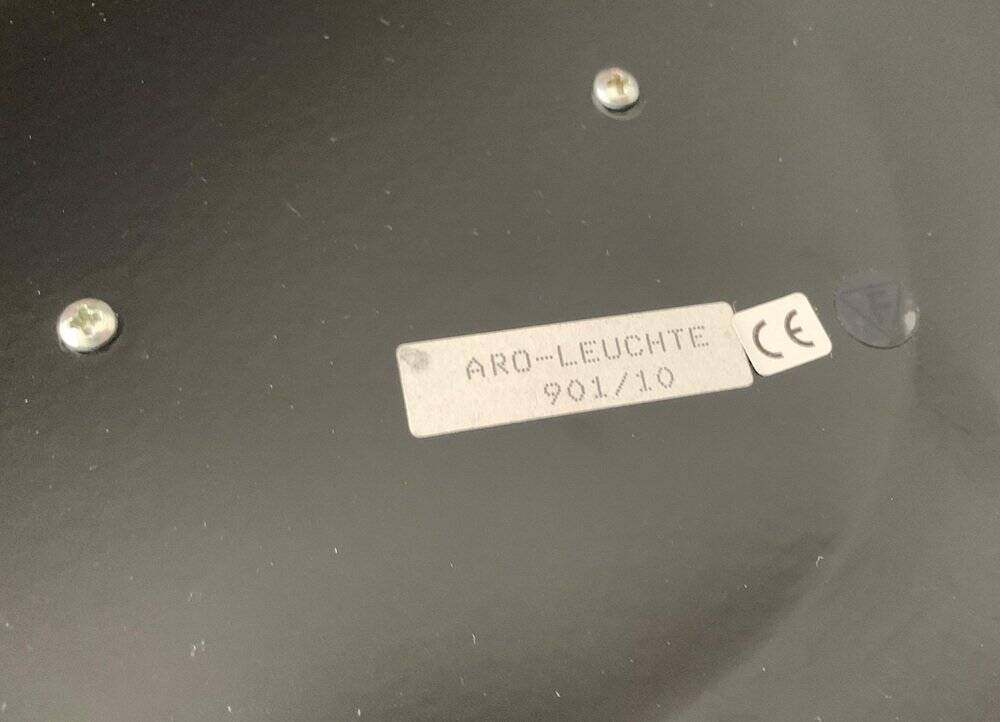 ARO-LEUCHTE
901/10
CE
F